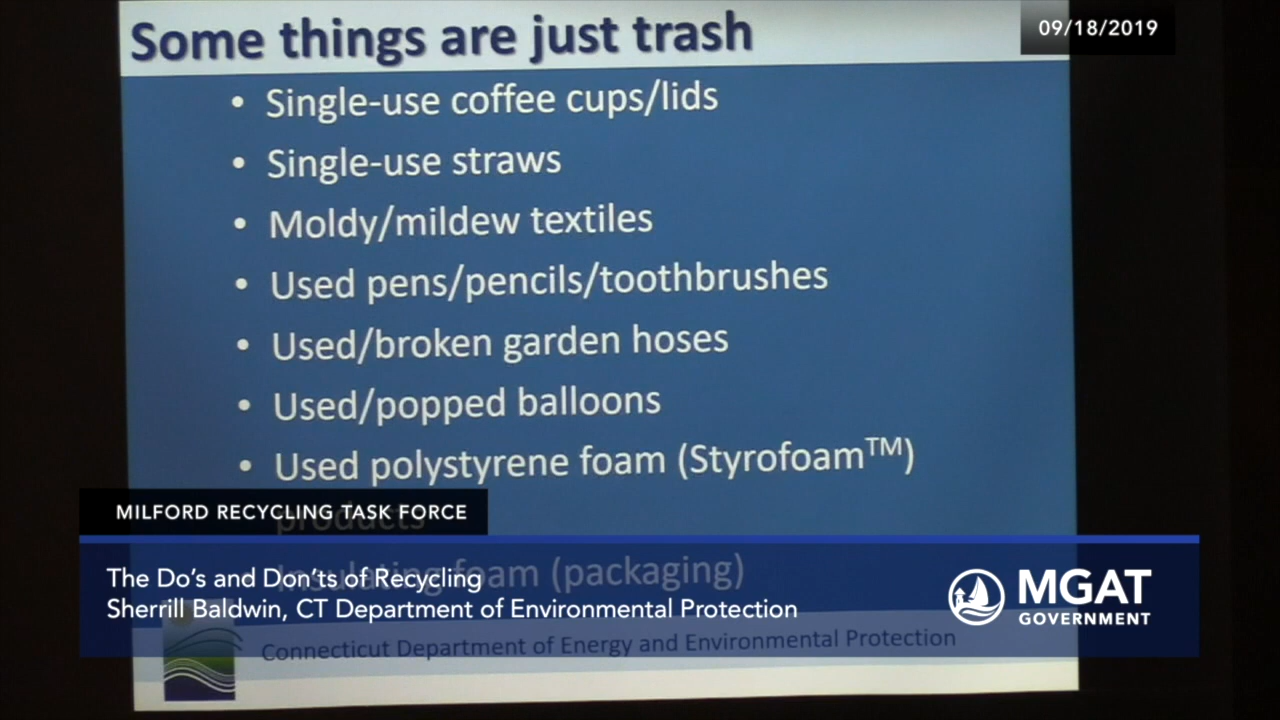 Some things are just trash
09/18/2019
• Single-use coffee cups/lids
• Single-use straws
• Moldy/mildew textiles
• Used pens/pencils/toothbrushes
• Used/broken garden hoses
• Used/popped balloons
• Used polystyrene foam (Styrofoam™)
products
• Insulating foam (packaging)
MILFORD RECYCLING TASK FORCE
The Do's and Don'ts of Recycling
Sherrill Baldwin, CT Department of Environmental Protection
MGAT
GOVERNMENT
Connecticut Department of Energy and Environmental Protection